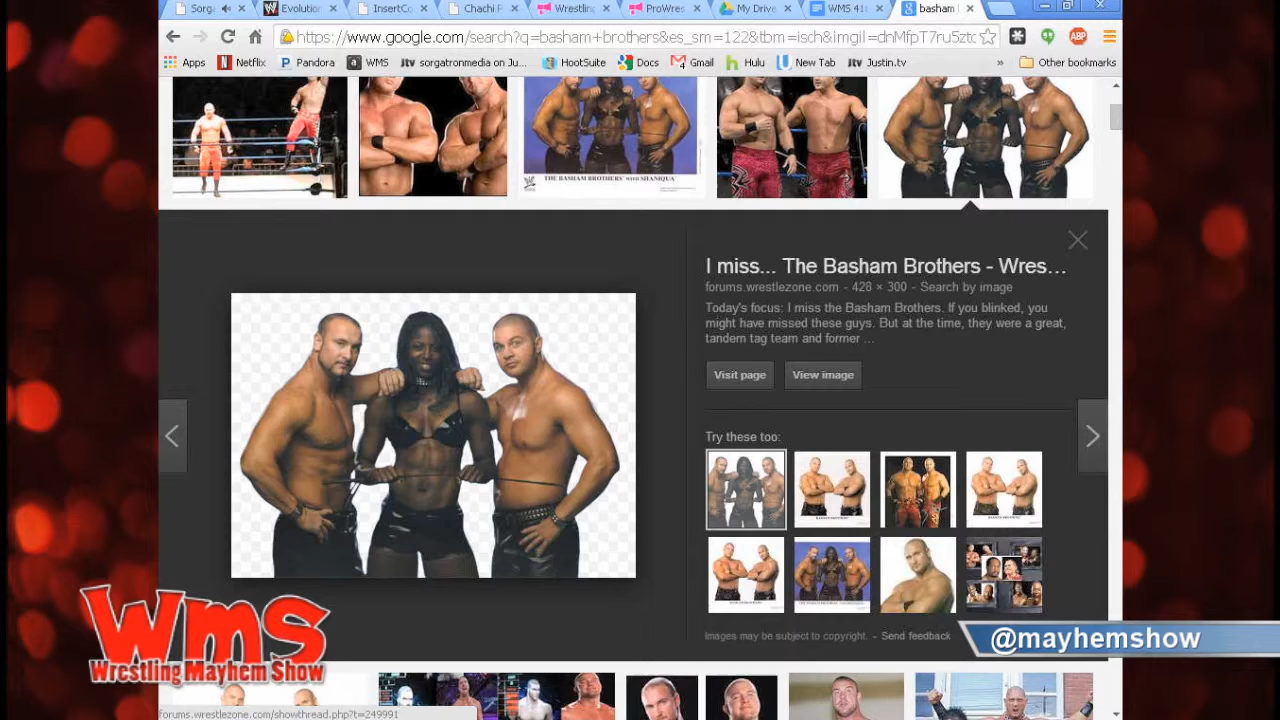 Sorga
Evolution
InsertCo
Chachi P
Wrestling
ProWres
My Drive
WMS 41
basham
https://www.google.com/search?q=basham+brothers&es_sm=122&tbm=isch&imgil=dnMfpT7ru5ztc
Apps
Netflix
Pandora
WMS
sorgatronmedia on Ju...
HootSuite
Docs
Gmail
Hulu
New Tab
Justin.tv
»
Other bookmarks
THE BASHAM BROTHERS WITH SHANIQUA
I miss... The Basham Brothers - Wres...
forums.wrestlezone.com - 428 × 300 - Search by image
Today's focus: I miss the Basham Brothers. If you blinked, you
might have missed these guys. But at the time, they were a great,
tandem tag team and former ...
Visit page
View image
Try these too:
Images may be subject to copyright. - Send feedback
WMS
Wrestling Mayhem Show
@mayhemshow
forums.wrestlezone.com/showthread.php?t=249991